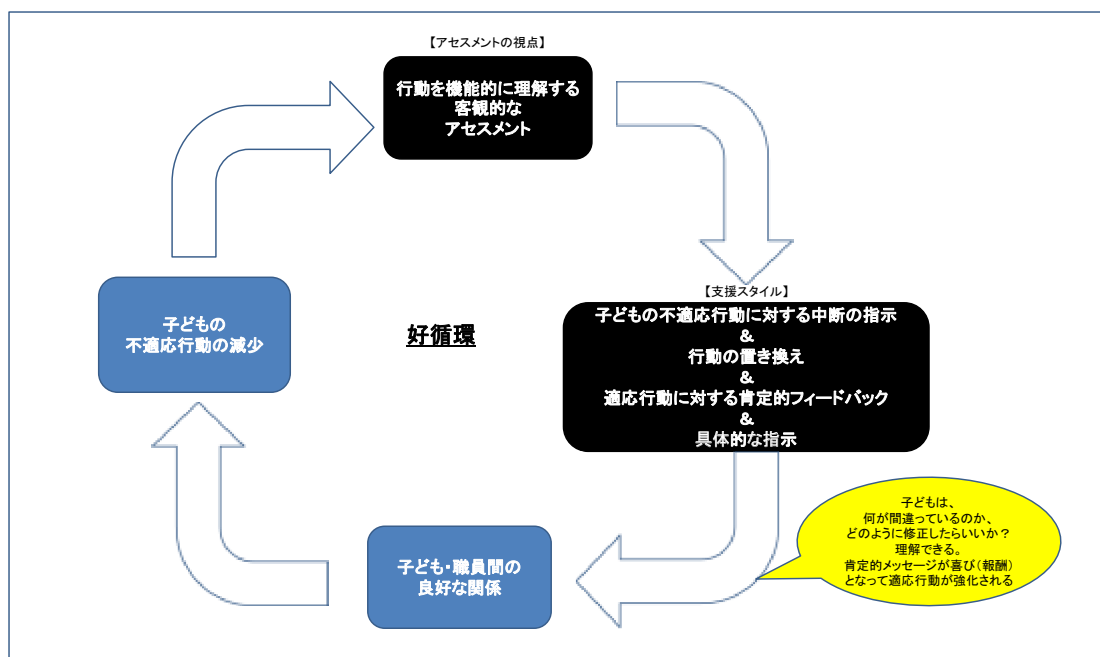 【アセスメントの視点】
行動を機能的に理解する
客観的な
アセスメント
【支援スタイル】
子どもの不適応行動に対する中断の指示
＆
行動の置き換え
＆
適応行動に対する肯定的フィードバック
＆
具体的な指示
子どもは、
何が間違っているのか、
どのように修正したらいいか？
理解できる。
肯定的メッセージが喜び（報酬）
となって適応行動が強化される
子ども・職員間の
良好な関係
子どもの
不適応行動の減少
好循環